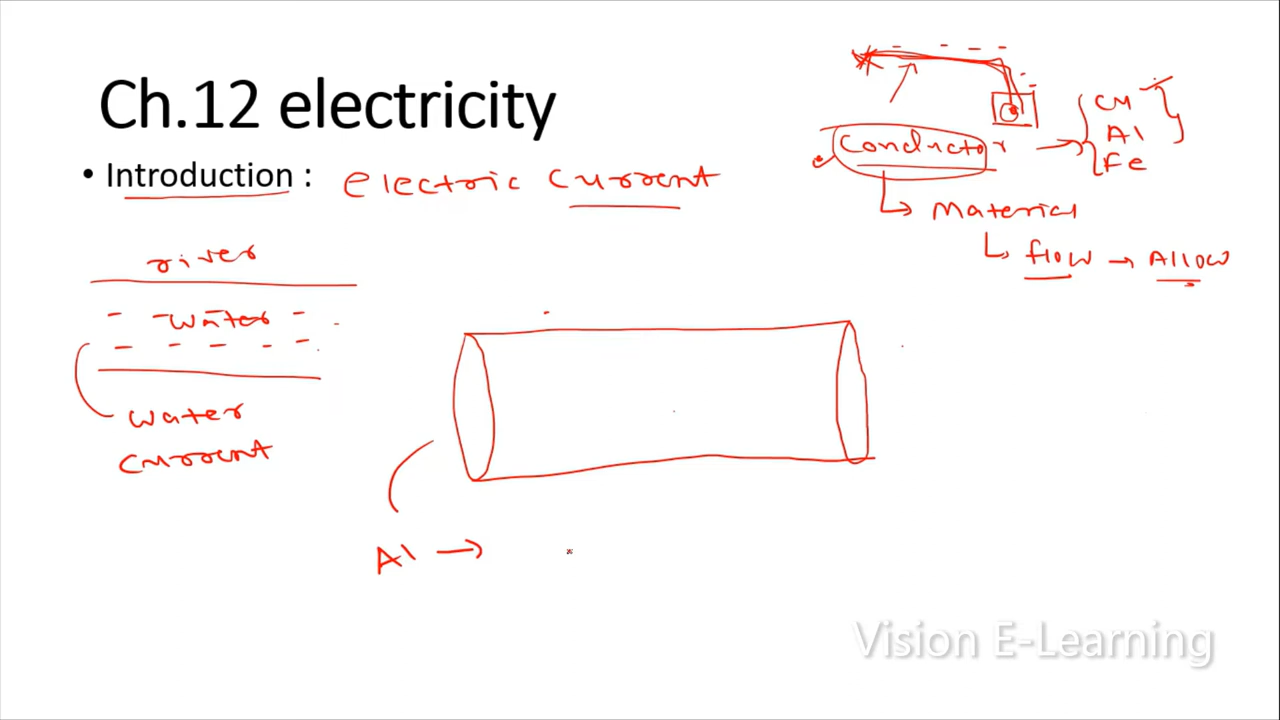 Ch.12 electricity
• Introduction : electric current
conductor → Cu
Al
Fe
Material
flow → Allow
river
water
water
current
Al →
Vision E-Learning